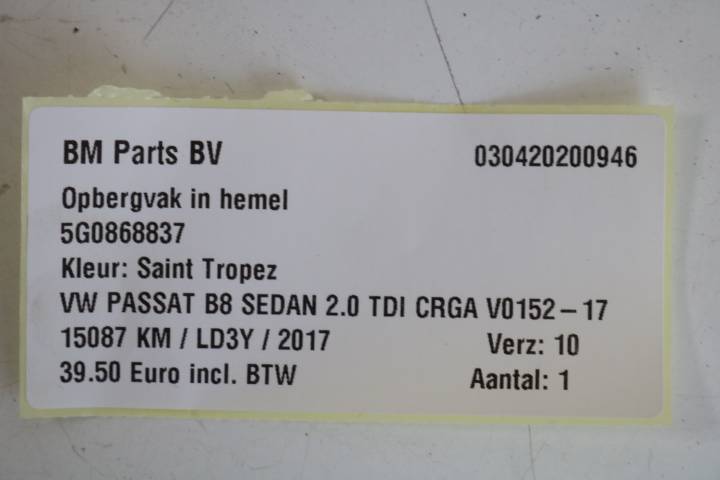 BM Parts BV 030420200946
Opbergvak in hemel
5G0868837
Kleur: Saint Tropez
VW PASSAT B8 SEDAN 2.0 TDI CRGA V0152-17
15087 KM / LD3Y / 2017 Verz: 10
39.50 Euro incl. BTW Aantal: 1